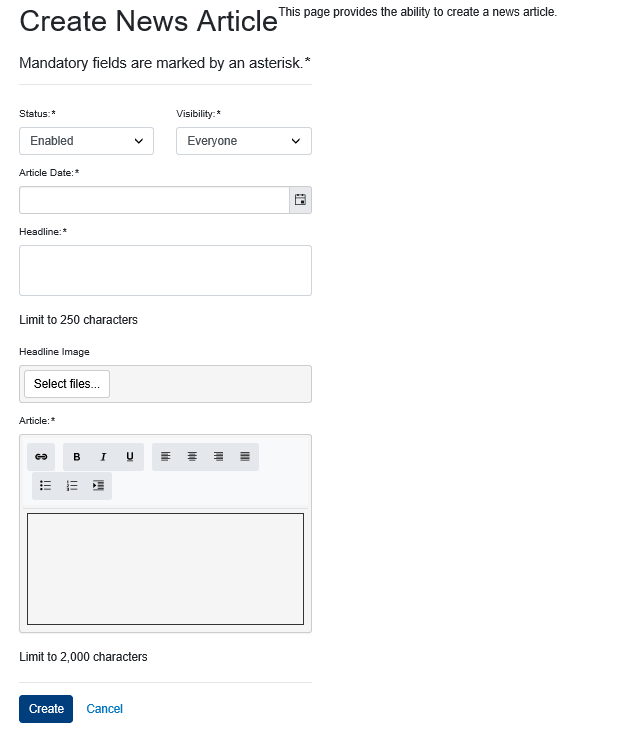 Create News Article
This page provides the ability to create a news article.
Mandatory fields are marked by an asterisk.*
Status:* Visibility:*
Enabled Everyone
Article Date:*
Headline:*
Limit to 250 characters
Headline Image
Select files...
Article:*
B I U
Limit to 2,000 characters
Create Cancel